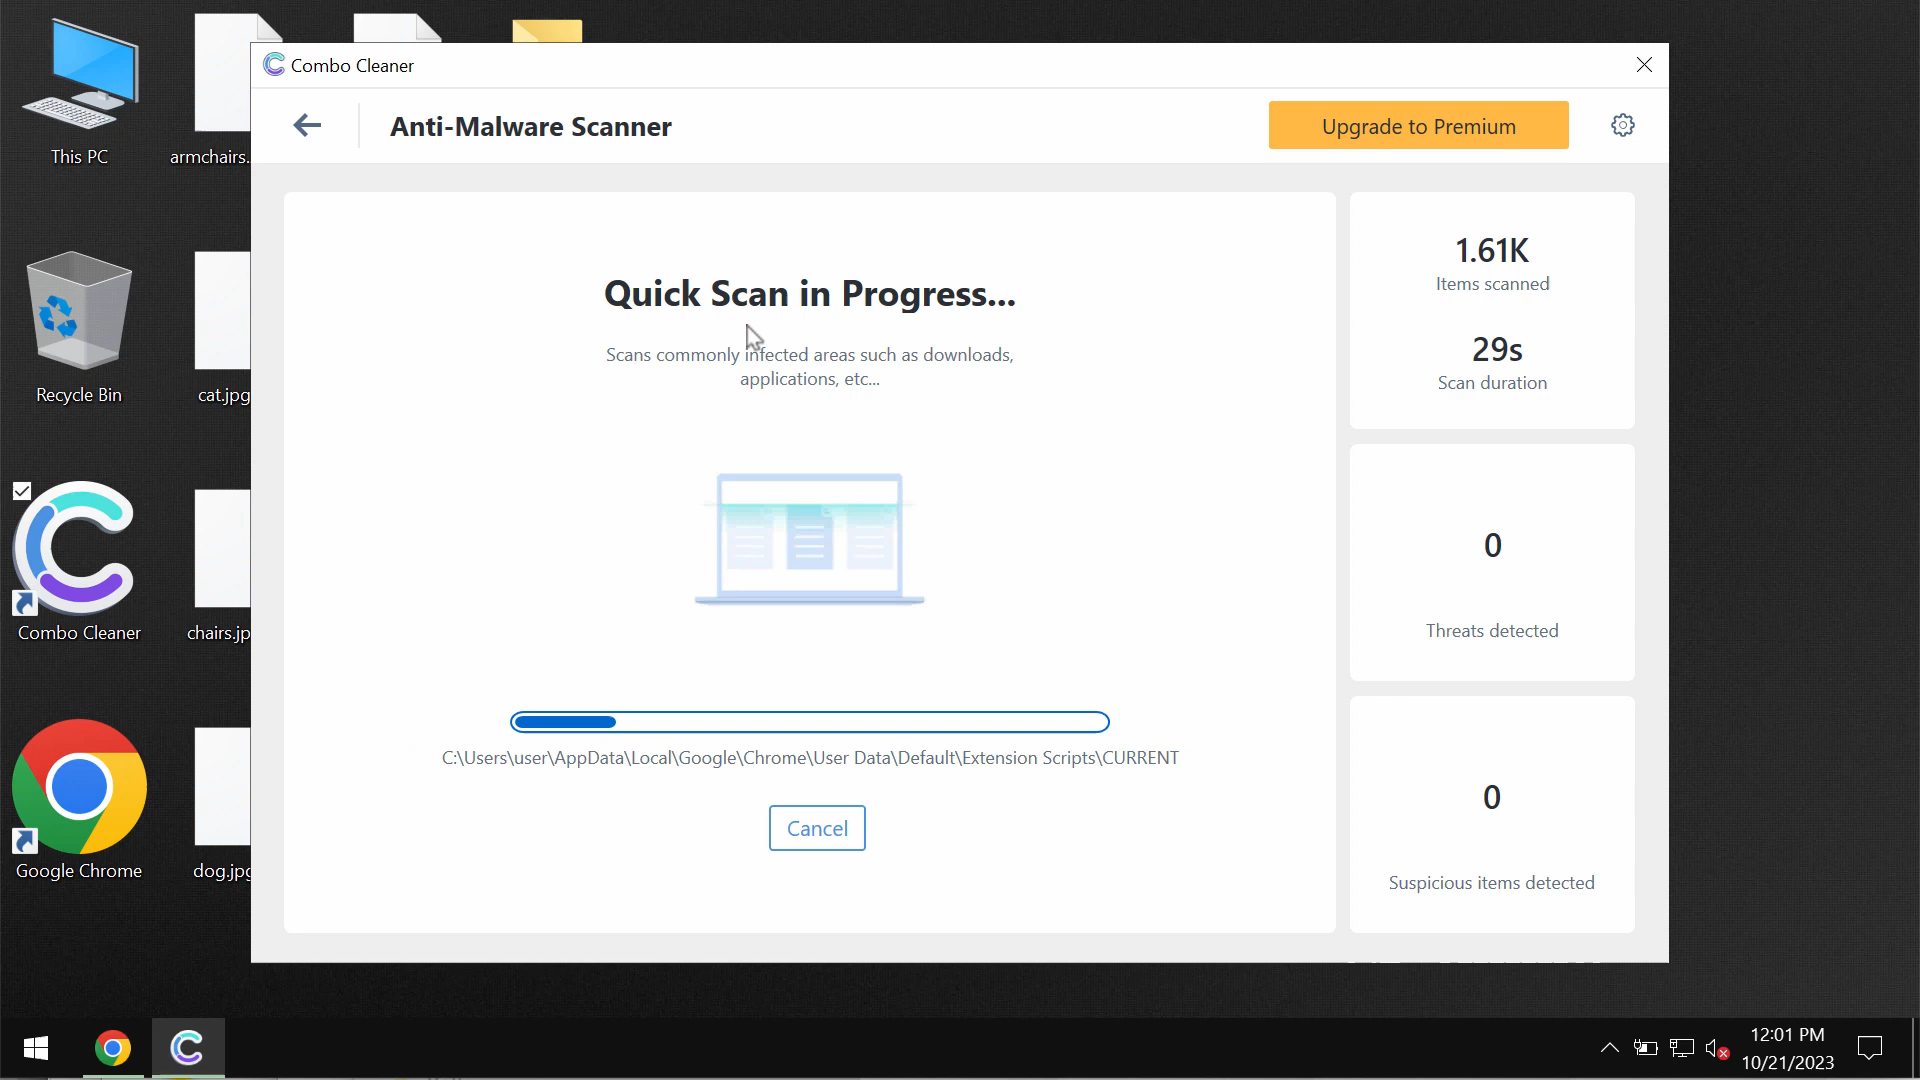 Combo Cleaner
Anti-Malware Scanner
Upgrade to Premium
Quick Scan in Progress...
Scans commonly infected areas such as downloads,
applications, etc...
C:\Users\user\AppData\Local\Google\Chrome\User Data\Default\Extension Scripts\CURRENT
Cancel
1.61K
Items scanned
29s
Scan duration
0
Threats detected
0
Suspicious items detected
This PC
armchairs.
Recycle Bin
cat.jpg
Combo Cleaner
chairs.jp
Google Chrome
dog.jpg
12:01 PM
10/21/2023